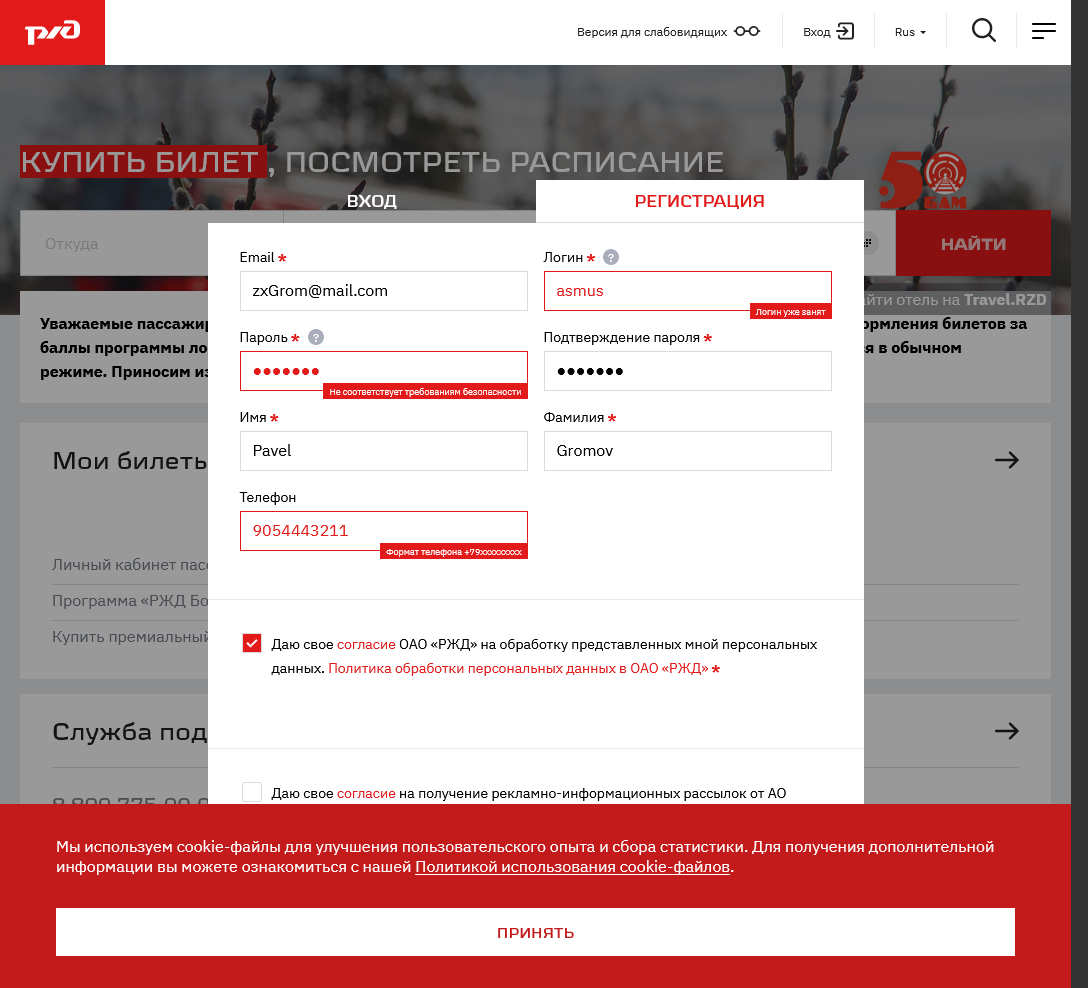 РЖД
Версия для слабовидящих
Вход
Rus
КУПИТЬ БИЛЕТ, ПОСМОТРЕТЬ РАСПИСАНИЕ
50
БАМ
ВХОД
РЕГИСТРАЦИЯ
Откуда
НАЙТИ
Email *
Логин * ?
zxGrom@mail.com
asmus
Логин уже занят
йти отель на Travel.RZD
Уважаемые пассажир
ормления билетов за
Пароль * ?
Подтверждение пароля *
баллы программы ло
я в обычном
режиме. Приносим из
●●●●●●●
●●●●●●●
Не соответствует требованиям безопасности
Имя *
Фамилия *
Pavel
Gromov
Мои билеты
Телефон
9054443211
Формат телефона +79xxxxxxxxx
Личный кабинет пасс
Программа «РЖД Бо
Купить премиальный
Даю свое согласие ОАО «РЖД» на обработку представленных мной персональных
данных. Политика обработки персональных данных в ОАО «РЖД» *
Служба под
Даю свое согласие на получение рекламно-информационных рассылок от АО
8 800 775-00-0
Мы используем cookie-файлы для улучшения пользовательского опыта и сбора статистики. Для получения дополнительной
информации вы можете ознакомиться с нашей Политикой использования cookie-файлов.
ПРИНЯТЬ